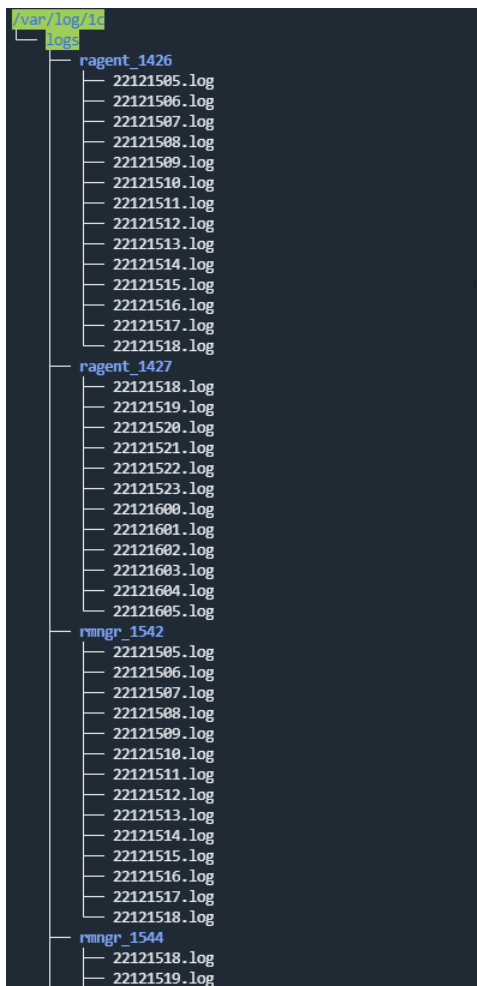 /var/log/1c
└── logs
├── ragent_1426
│   ├── 22121505.log
│   ├── 22121506.log
│   ├── 22121507.log
│   ├── 22121508.log
│   ├── 22121509.log
│   ├── 22121510.log
│   ├── 22121511.log
│   ├── 22121512.log
│   ├── 22121513.log
│   ├── 22121514.log
│   ├── 22121515.log
│   ├── 22121516.log
│   ├── 22121517.log
│   └── 22121518.log
├── ragent_1427
│   ├── 22121518.log
│   ├── 22121519.log
│   ├── 22121520.log
│   ├── 22121521.log
│   ├── 22121522.log
│   ├── 22121523.log
│   ├── 22121600.log
│   ├── 22121601.log
│   ├── 22121602.log
│   ├── 22121603.log
│   ├── 22121604.log
│   └── 22121605.log
├── rmngr_1542
│   ├── 22121505.log
│   ├── 22121506.log
│   ├── 22121507.log
│   ├── 22121508.log
│   ├── 22121509.log
│   ├── 22121510.log
│   ├── 22121511.log
│   ├── 22121512.log
│   ├── 22121513.log
│   ├── 22121514.log
│   ├── 22121515.log
│   ├── 22121516.log
│   ├── 22121517.log
│   └── 22121518.log
├── rmngr_1544
│   ├── 22121518.log
│   ├── 22121519.log